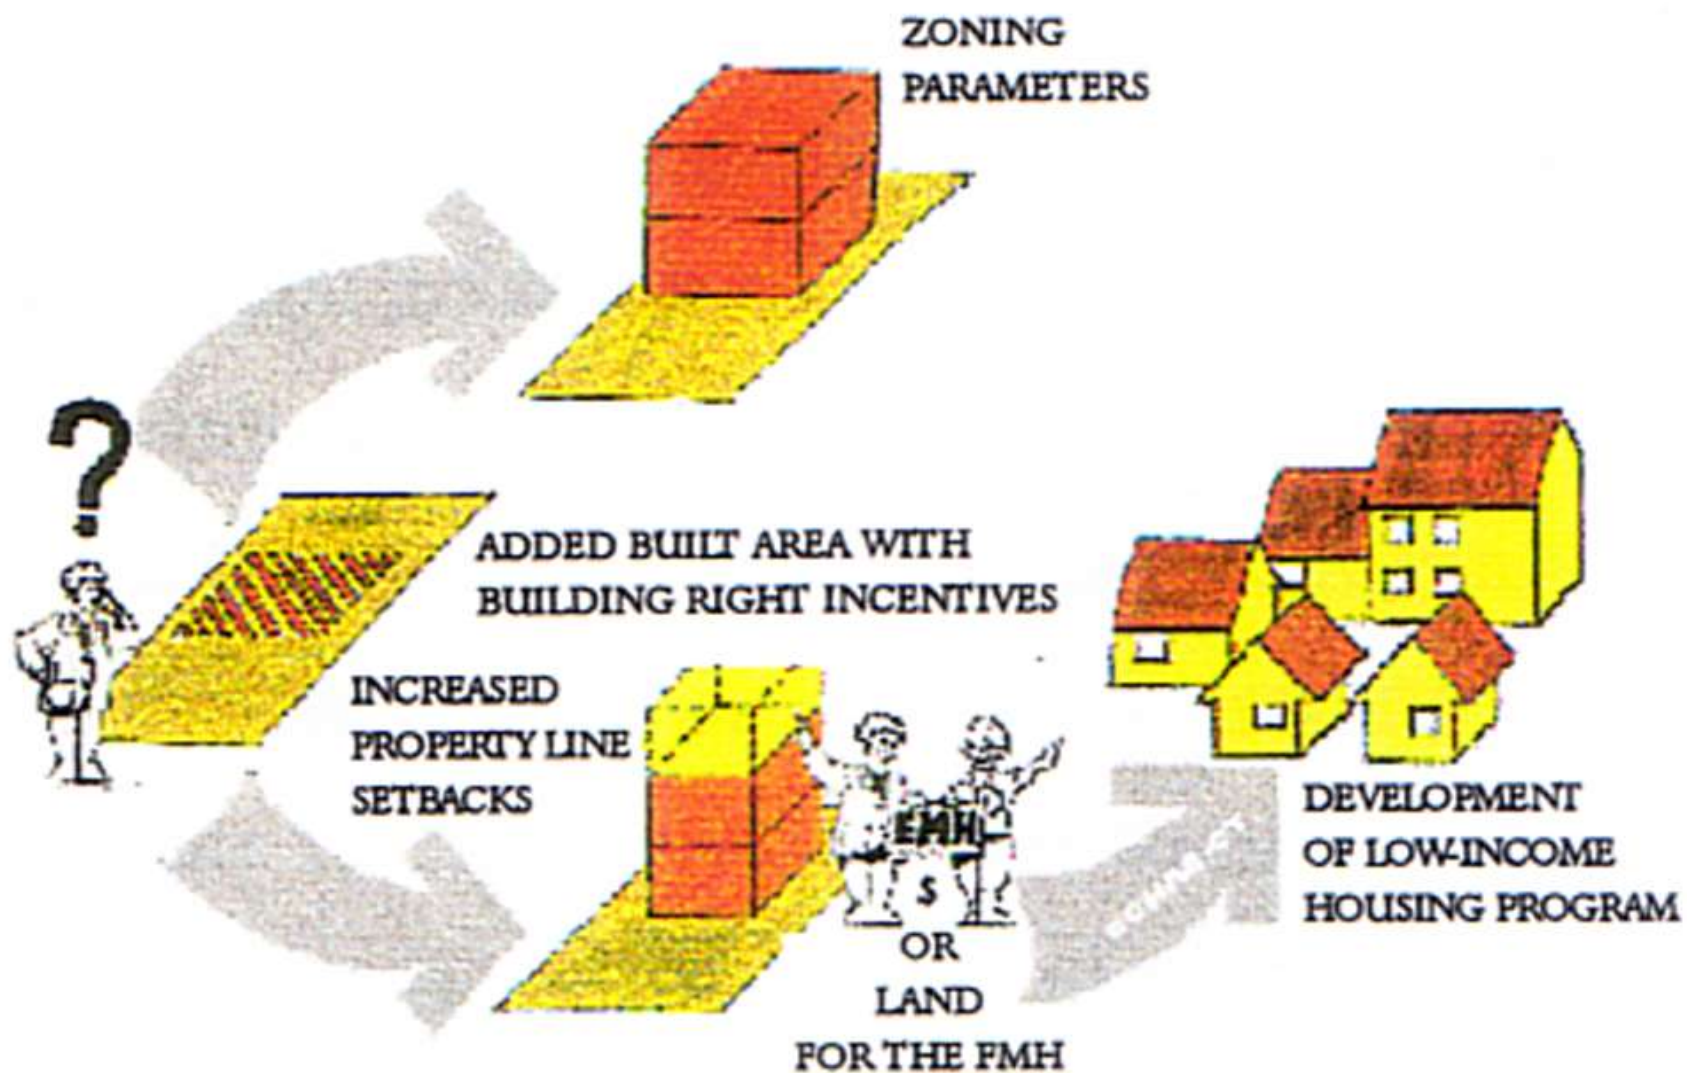 ZONING
PARAMETERS
?
ADDED BUILT AREA WITH
BUILDING RIGHT INCENTIVES
INCREASED
PROPERTY LINE
SETBACKS
FMH
$
OR
LAND
FOR THE FMH
DEVELOPMENT
OF LOW-INCOME
HOUSING PROGRAM